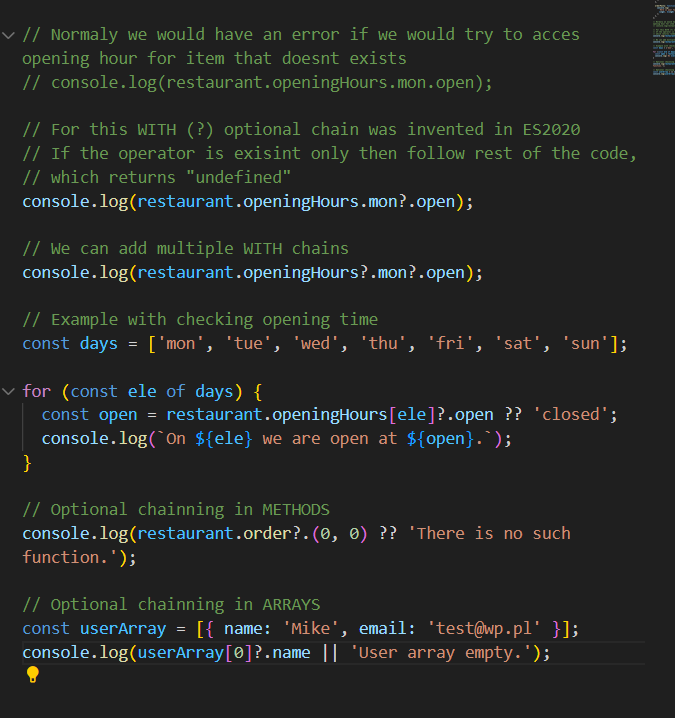 // Normaly we would have an error if we would try to acces
opening hour for item that doesnt exists
// console.log(restaurant.openingHours.mon.open);
// For this WITH (?) optional chain was invented in ES2020
// If the operator is exisint only then follow rest of the code,
// which returns "undefined"
console.log(restaurant.openingHours.mon?.open);
// We can add multiple WITH chains
console.log(restaurant.openingHours?.mon?.open);
// Example with checking opening time
const days = ['mon', 'tue', 'wed', 'thu', 'fri', 'sat', 'sun'];
for (const ele of days) {
  const open = restaurant.openingHours[ele]?.open ?? 'closed';
  console.log(`On ${ele} we are open at ${open}.`);
}
// Optional chainning in METHODS
console.log(restaurant.order?.(0, 0) ?? 'There is no such
function.');
// Optional chainning in ARRAYS
const userArray = [{ name: 'Mike', email: 'test@wp.pl' }];
console.log(userArray[0]?.name || 'User array empty.');